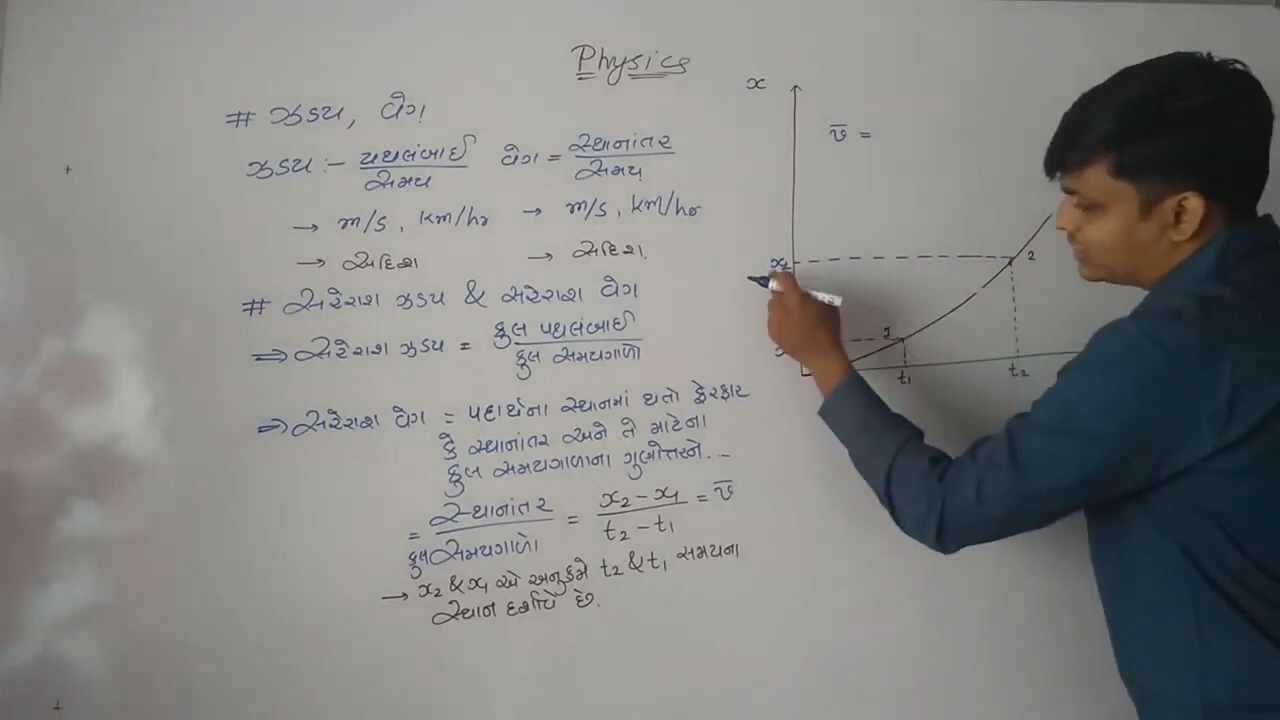 Physics
# ઝડપ, વેગ
ઝડપ :- પથલંબાઈ / સમય વેગ = સ્થાનાંતર / સમય
→ m/s, km/hr → m/s, km/hr
→ અદિશ → સદિશ.
# સરેરાશ ઝડપ & સરેરાશ વેગ
⇒ સરેરાશ ઝડપ = કુલ પથલંબાઈ / કુલ સમયગાળો
⇒ સરેરાશ વેગ = પદાર્થના સ્થાનમાં થતો ફેરફાર
કે સ્થાનાંતર અને તે માટેના
કુલ સમયગાળાના ગુણોત્તરને...
= સ્થાનાંતર / કુલ સમયગાળો = x₂ - x₁ / t₂ - t₁ = v̅
→ x₂ & x₁ એ અનુક્રમે t₂ & t₁ સમયના
સ્થાન દર્શાવે છે.
x
v̅ =
2
1
t₁ t₂